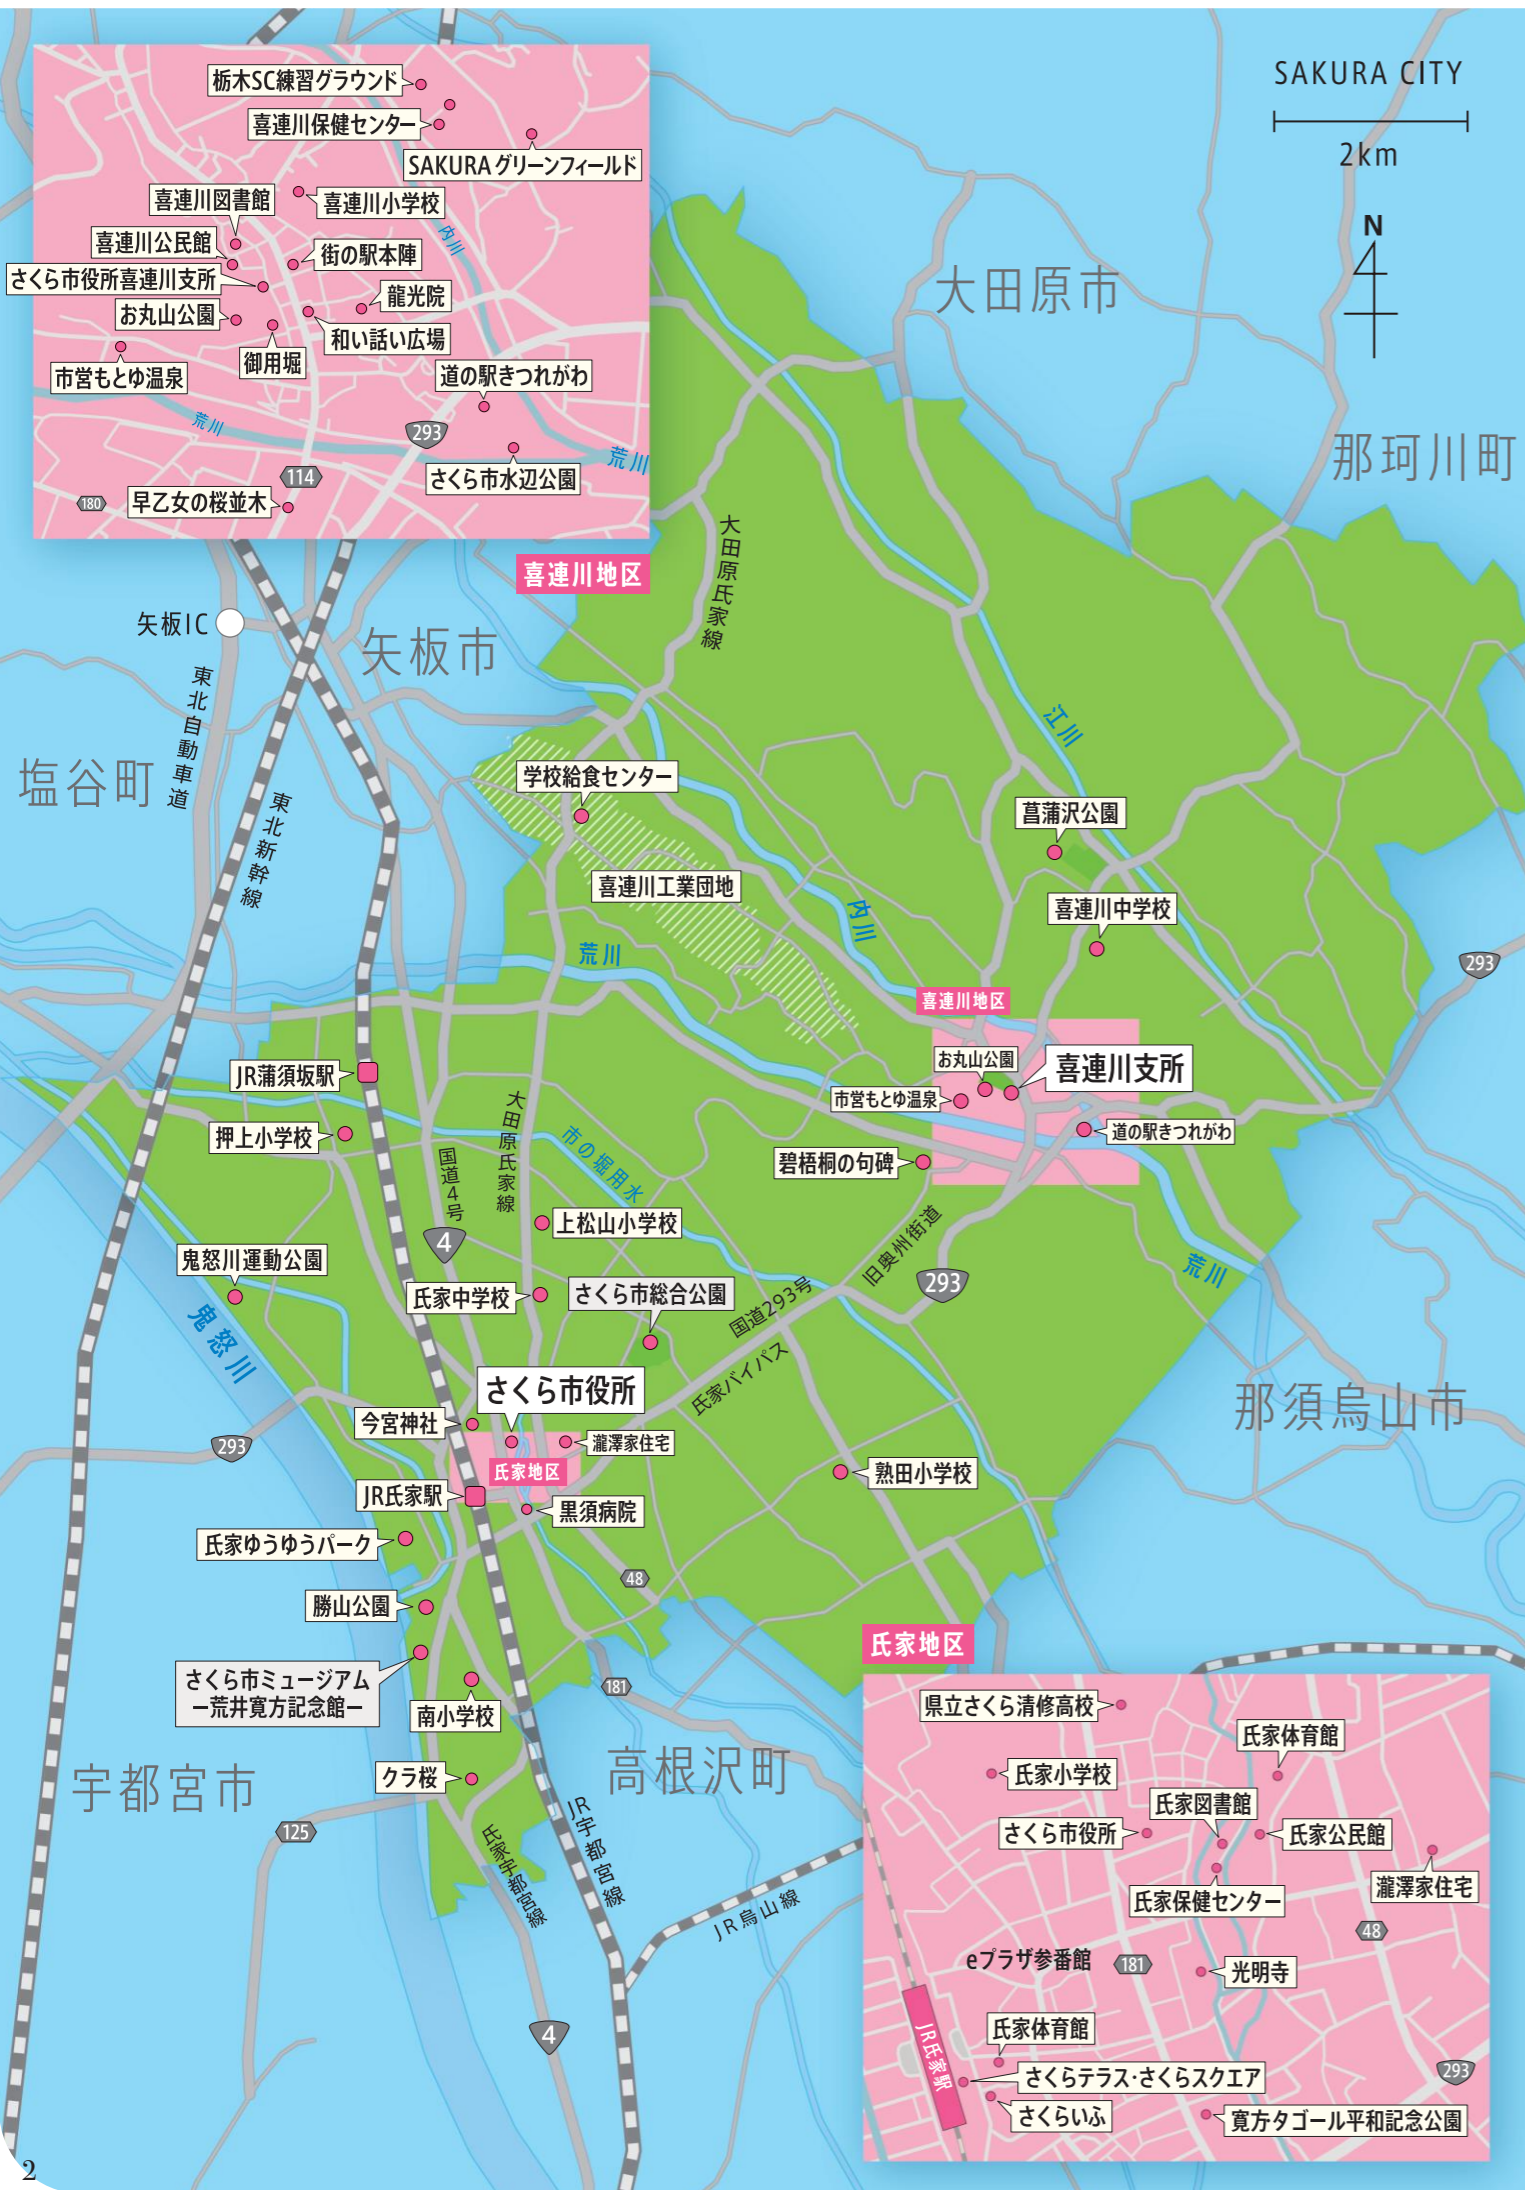 SAKURA CITY
2km
N
栃木SC練習グラウンド
喜連川保健センター
SAKURAグリーンフィールド
喜連川図書館
喜連川小学校
喜連川公民館
街の駅本陣
内川
さくら市役所喜連川支所
龍光院
お丸山公園
和い話い広場
御用堀
市営もとゆ温泉
道の駅きつれがわ
荒川
293
荒川
さくら市水辺公園
114
180
早乙女の桜並木
喜連川地区
大田原市
那珂川町
矢板IC
矢板市
塩谷町
東北自動車道
東北新幹線
大田原氏家線
江川
学校給食センター
菖蒲沢公園
喜連川工業団地
喜連川中学校
内川
荒川
293
喜連川地区
お丸山公園
喜連川支所
市営もとゆ温泉
道の駅きつれがわ
碧梧桐の句碑
JR蒲須坂駅
押上小学校
大田原氏家線
国道4号
市の堀用水
上松山小学校
4
旧奥州街道
荒川
鬼怒川運動公園
293
氏家中学校
さくら市総合公園
国道293号
鬼怒川
氏家バイパス
さくら市役所
今宮神社
瀧澤家住宅
那須烏山市
293
氏家地区
熟田小学校
JR氏家駅
黒須病院
氏家ゆうゆうパーク
48
勝山公園
さくら市ミュージアム
ー荒井寛方記念館ー
南小学校
181
クラ桜
宇都宮市
高根沢町
125
氏家宇都宮線
JR宇都宮線
JR烏山線
4
氏家地区
県立さくら清修高校
氏家体育館
氏家小学校
氏家図書館
さくら市役所
氏家公民館
瀧澤家住宅
氏家保健センター
48
eプラザ参番館
181
光明寺
JR氏家駅
氏家体育館
さくらテラス・さくらスクエア
293
さくらいふ
寛方タゴール平和記念公園
2